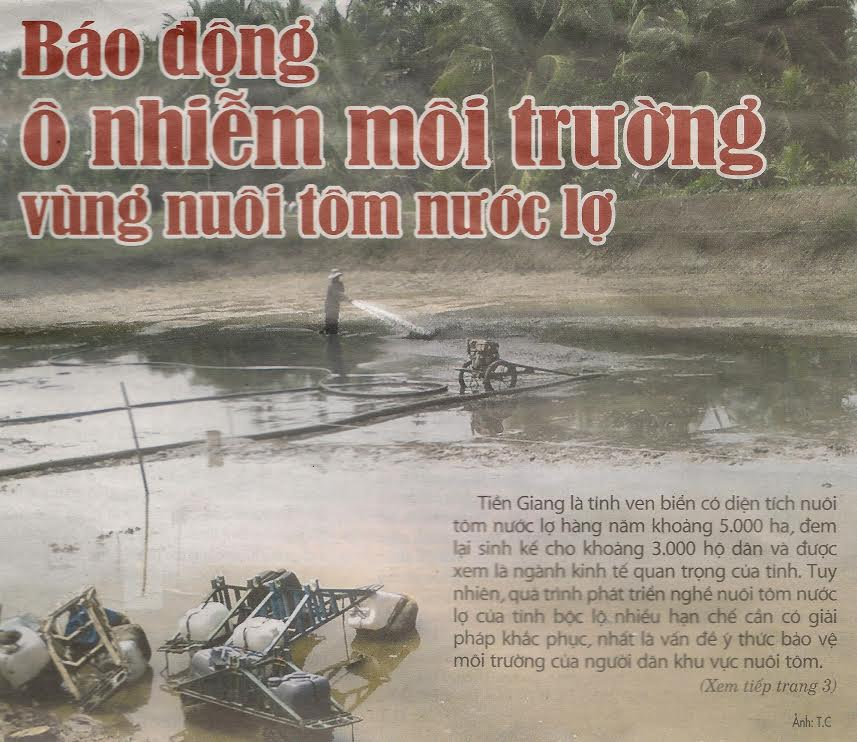 Báo động
ô nhiễm môi trường
vùng nuôi tôm nước lợ
Tiền Giang là tỉnh ven biển có diện tích nuôi
tôm nước lợ hàng năm khoảng 5.000 ha, đem
lại sinh kế cho khoảng 3.000 hộ dân và được
xem là ngành kinh tế quan trọng của tỉnh. Tuy
nhiên, quá trình phát triển nghề nuôi tôm nước
lợ của tỉnh bộc lộ nhiều hạn chế cần có giải
pháp khắc phục, nhất là vấn đề ý thức bảo vệ
môi trường của người dân khu vực nuôi tôm.
(Xem tiếp trang 3)
Ảnh: T.C